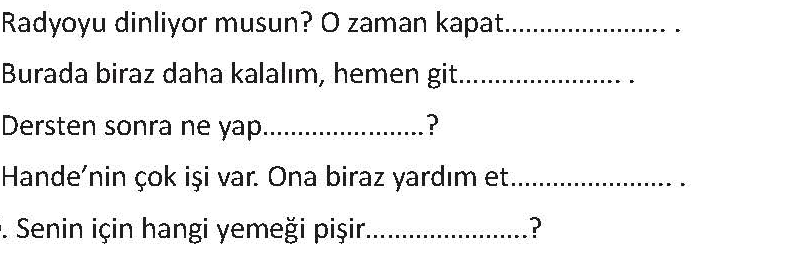 Radyoyu dinliyor musun? O zaman kapat....................... .
Burada biraz daha kalalım, hemen git....................... .
Dersten sonra ne yap.......................?
Hande’nin çok işi var. Ona biraz yardım et....................... .
. Senin için hangi yemeği pişir.......................?